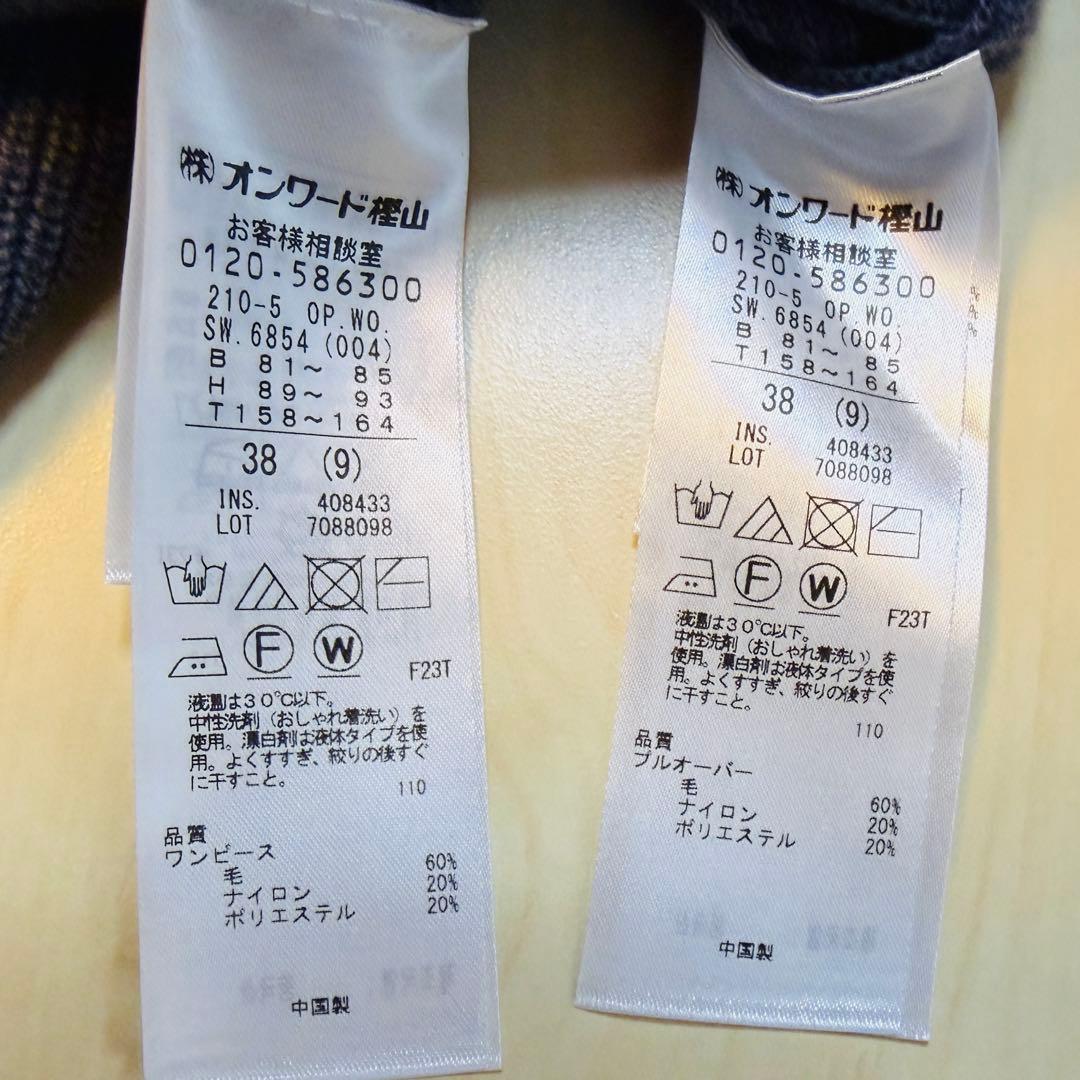 ㈱オンワード樫山
お客様相談室
0120-586300
210-5 OP.WO.
SW.6854(004)
B 81～ 85
H 89～ 93
T158～164
38 (9)
INS. 408433
LOT 7088098
F W F23T
液温は30℃以下。
中性洗剤(おしゃれ着洗い)を
使用。漂白剤は液体タイプを使
用。よくすすぎ、絞りの後すぐ
に干すこと。
110
品質
ワンピース
毛 60%
ナイロン 20%
ポリエステル 20%
中国製
㈱オンワード樫山
お客様相談室
0120-586300
210-5 OP.WO.
SW.6854(004)
B 81～ 85
T158～164
38 (9)
INS. 408433
LOT 7088098
F W F23T
液温は30℃以下。
中性洗剤(おしゃれ着洗い)を
使用。漂白剤は液体タイプを使
用。よくすすぎ、絞りの後すぐ
に干すこと。
110
品質
プルオーバー
毛 60%
ナイロン 20%
ポリエステル 20%
中国製